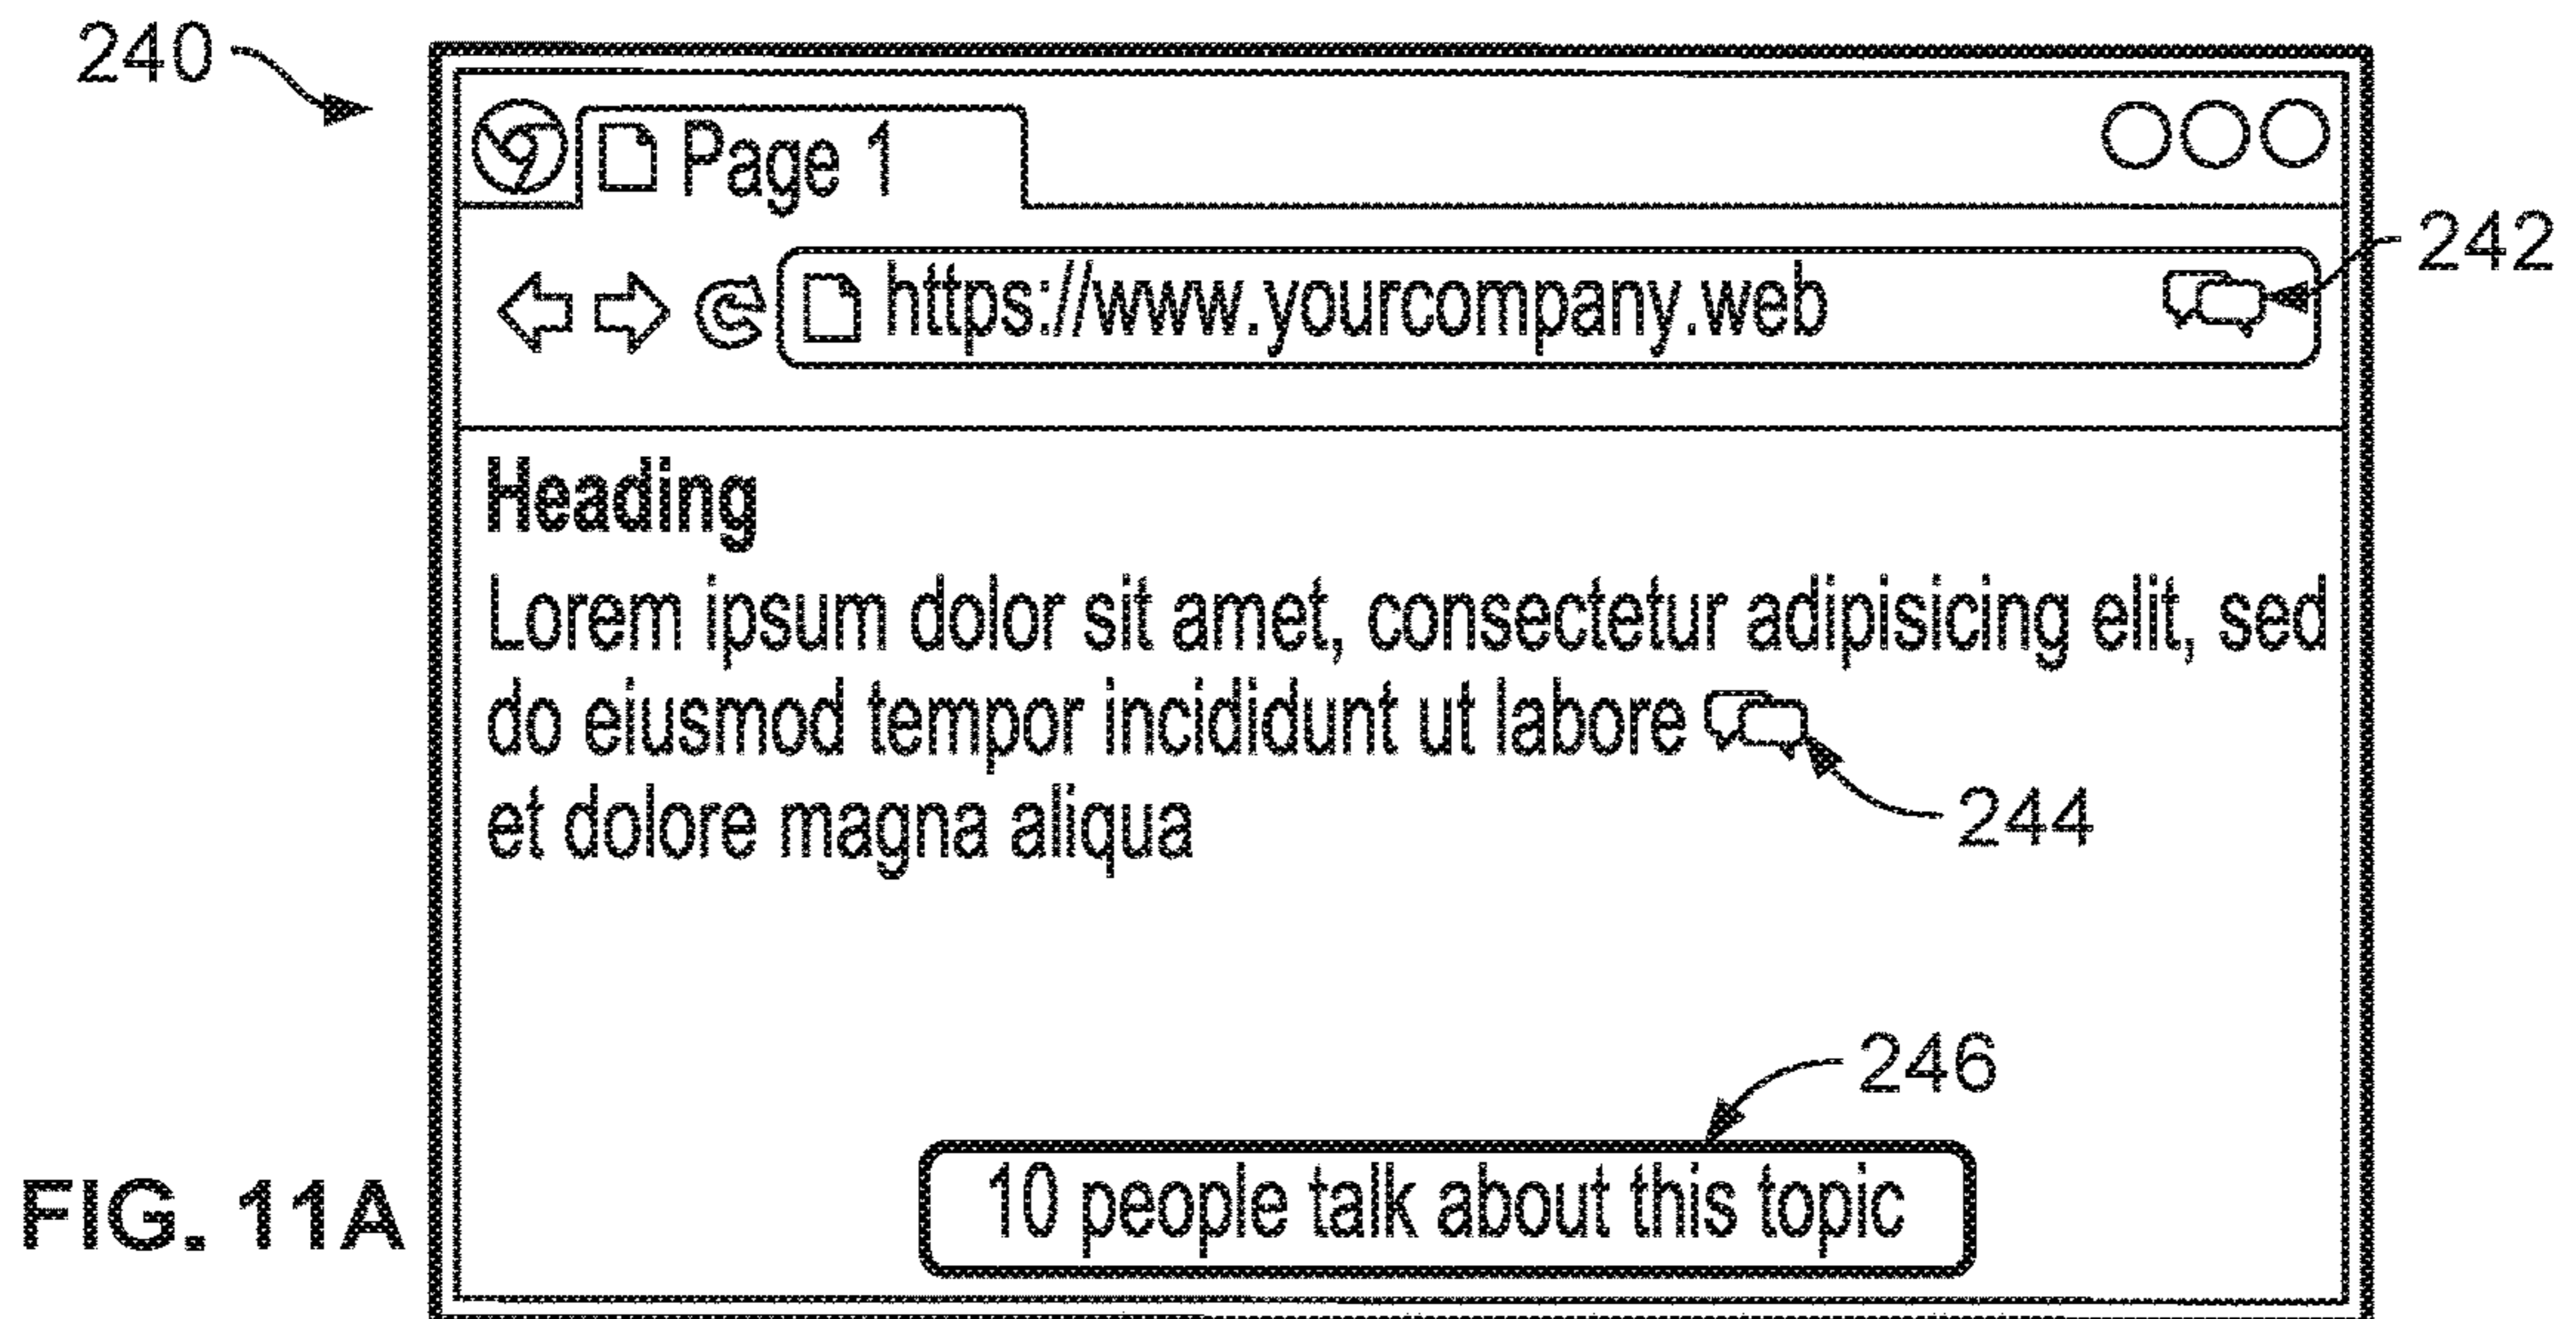 240
Page 1
https://www.yourcompany.web
242
Heading
Lorem ipsum dolor sit amet, consectetur adipisicing elit, sed
do eiusmod tempor incididunt ut labore
244
et dolore magna aliqua
246
10 people talk about this topic
FIG. 11A